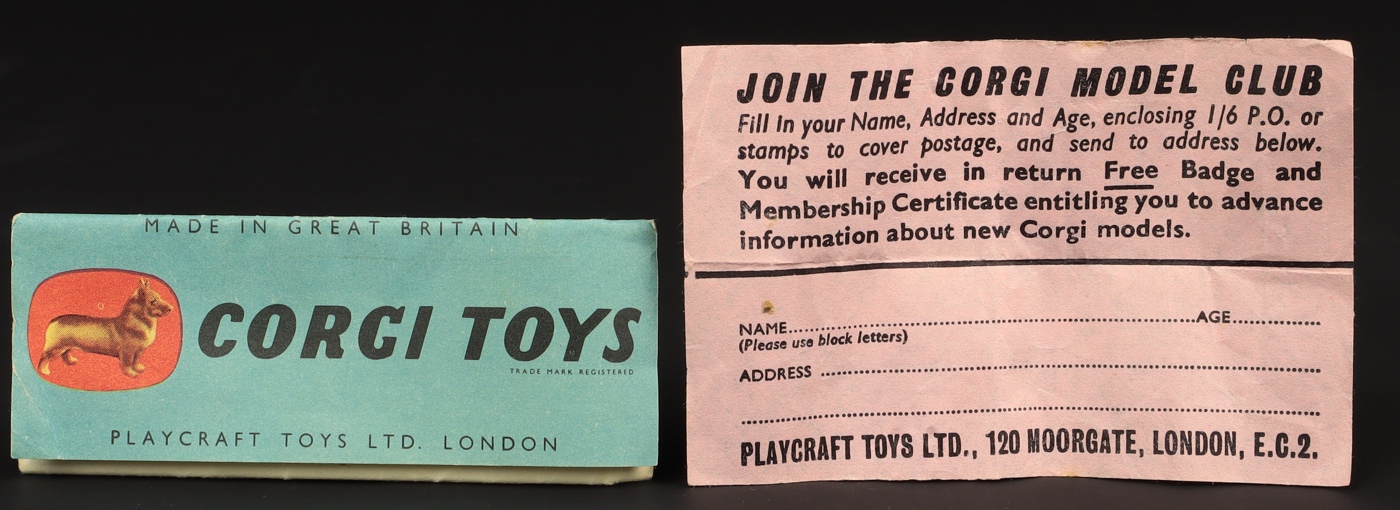 MADE IN GREAT BRITAIN
CORGI TOYS
TRADE MARK REGISTERED
PLAYCRAFT TOYS LTD. LONDON
JOIN THE CORGI MODEL CLUB
Fill in your Name, Address and Age, enclosing 1/6 P.O. or
stamps to cover postage, and send to address below.
You will receive in return Free Badge and
Membership Certificate entitling you to advance
information about new Corgi models.
NAME..........AGE..........
(Please use block letters)
ADDRESS ..........
..........
PLAYCRAFT TOYS LTD., 120 MOORGATE, LONDON, E.C.2.